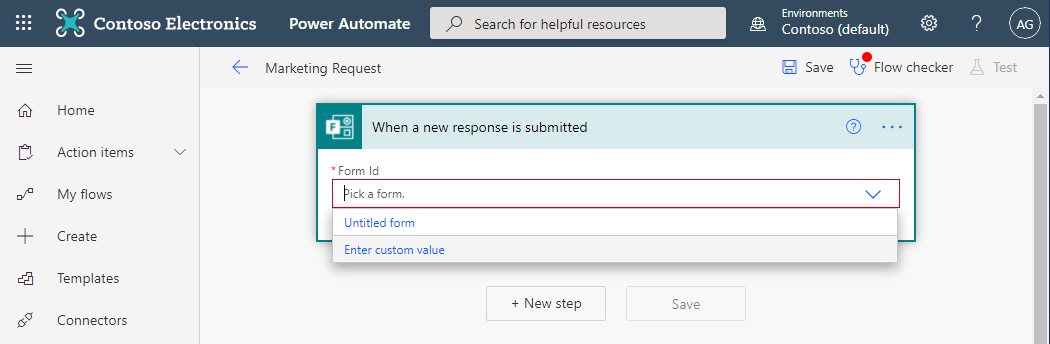 Contoso Electronics
Power Automate
Search for helpful resources
Environments
Contoso (default)
?
AG
Marketing Request
Save
Flow checker
Test
Home
Action items
My flows
Create
Templates
Connectors
F
When a new response is submitted
?
...
* Form Id
Pick a form.
Untitled form
Enter custom value
+ New step
Save